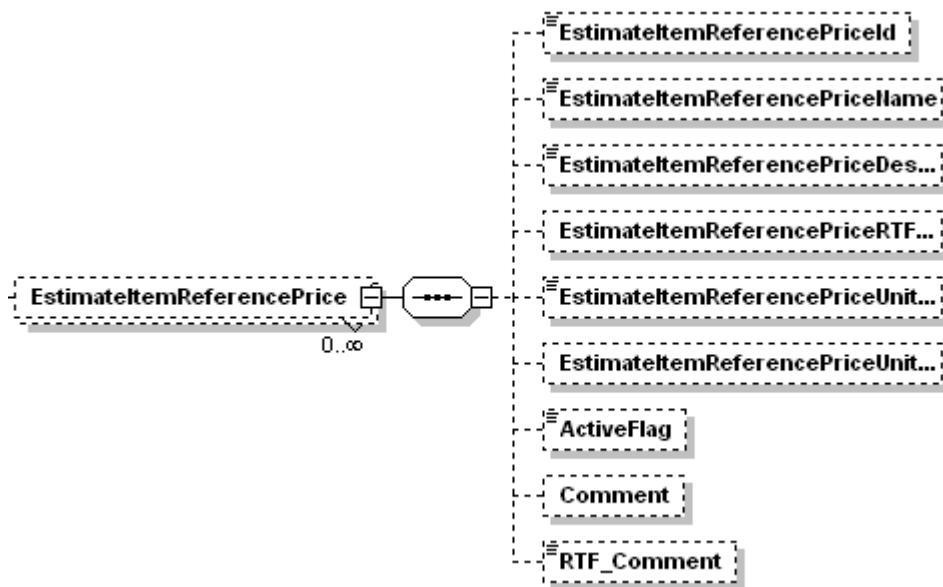 EstimateItemReferencePriceId
EstimateItemReferencePriceName
EstimateItemReferencePriceDes...
EstimateItemReferencePriceRTF...
EstimateItemReferencePrice
0..∞
EstimateItemReferencePriceUnit...
EstimateItemReferencePriceUnit...
ActiveFlag
Comment
RTF_Comment